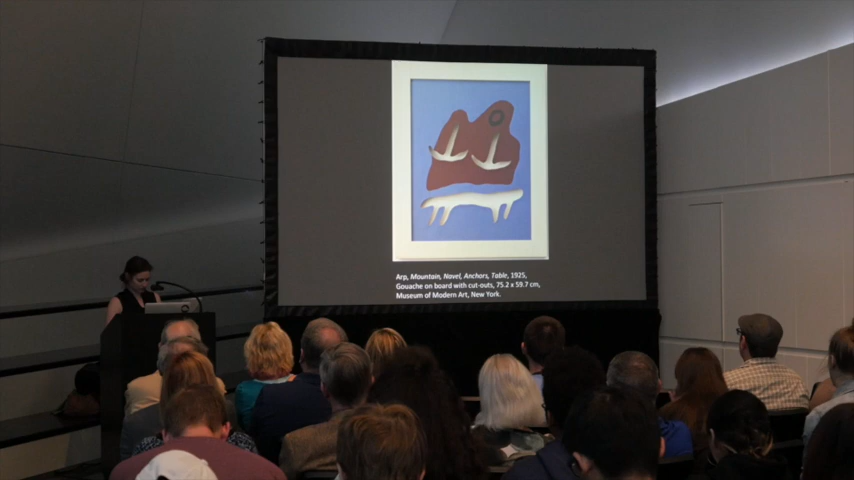 Arp, Mountain, Navel, Anchors, Table, 1925,
Gouache on board with cut-outs, 75.2 x 59.7 cm,
Museum of Modern Art, New York.